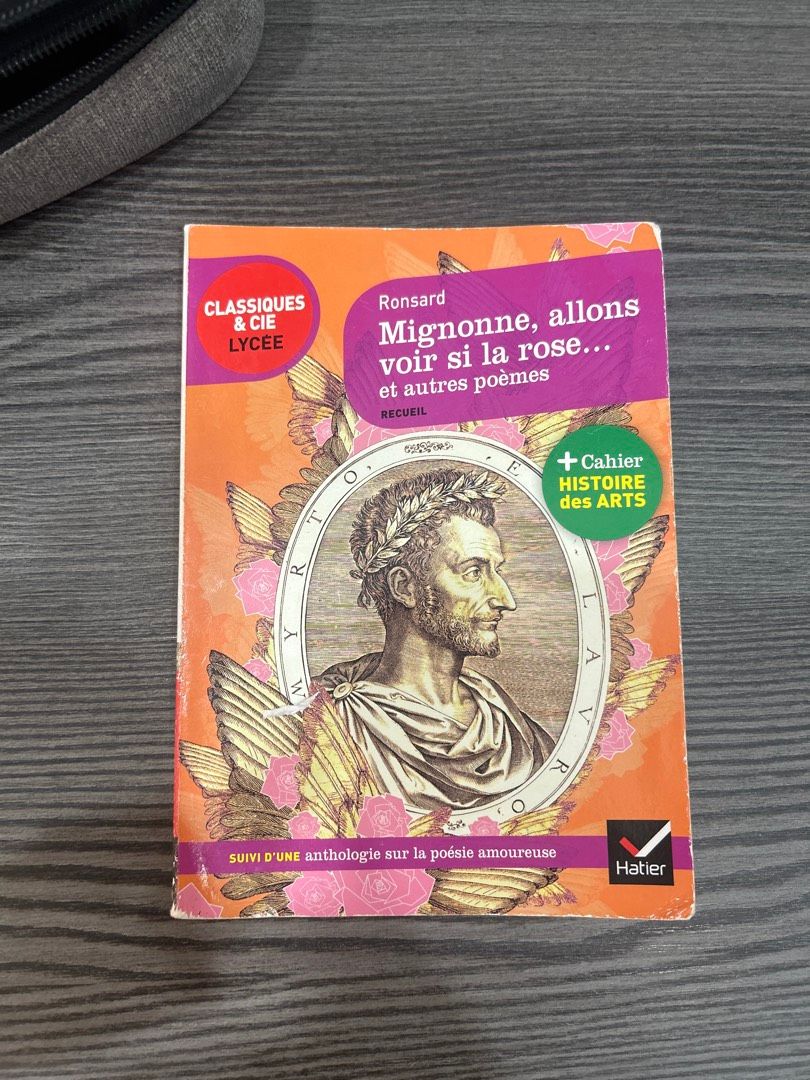 CLASSIQUES
& CIE
LYCÉE
Ronsard
Mignonne, allons
voir si la rose...
et autres poèmes
RECUEIL
+ Cahier
HISTOIRE
des ARTS
MYRTO, E, LAVRO,
SUIVI D'UNE anthologie sur la poésie amoureuse
Hatier